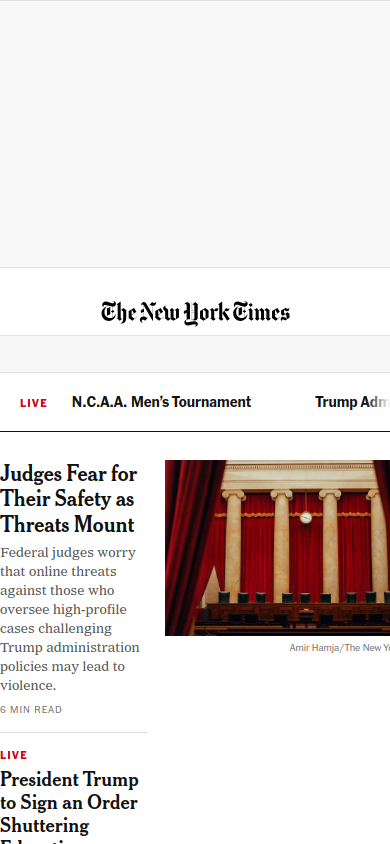 The New York Times
LIVE N.C.A.A. Men's Tournament Trump Adm
Judges Fear for
Their Safety as
Threats Mount
Federal judges worry
that online threats
against those who
oversee high-profile
cases challenging
Trump administration
policies may lead to
violence.
6 MIN READ
Amir Hamja/The New Yo
LIVE
President Trump
to Sign an Order
Shuttering